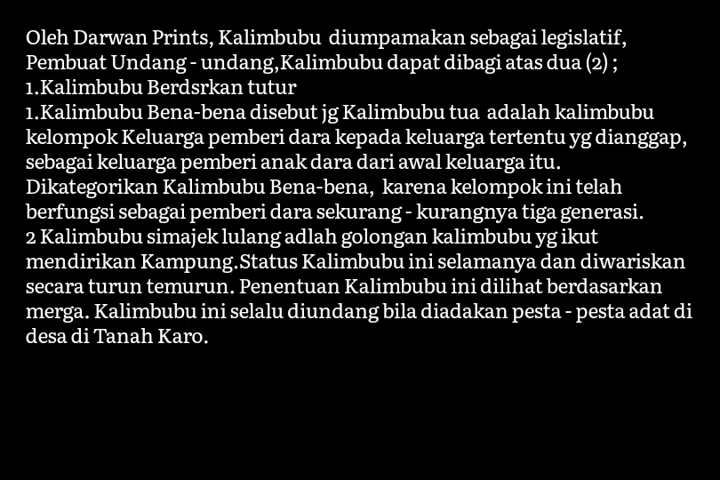 Oleh Darwan Prints, Kalimbubu diumpamakan sebagai legislatif,
Pembuat Undang - undang,Kalimbubu dapat dibagi atas dua (2) ;
1.Kalimbubu Berdsrkan tutur
1.Kalimbubu Bena-bena disebut jg Kalimbubu tua adalah kalimbubu
kelompok Keluarga pemberi dara kepada keluarga tertentu yg dianggap,
sebagai keluarga pemberi anak dara dari awal keluarga itu.
Dikategorikan Kalimbubu Bena-bena, karena kelompok ini telah
berfungsi sebagai pemberi dara sekurang - kurangnya tiga generasi.
2 Kalimbubu simajek lulang adlah golongan kalimbubu yg ikut
mendirikan Kampung.Status Kalimbubu ini selamanya dan diwariskan
secara turun temurun. Penentuan Kalimbubu ini dilihat berdasarkan
merga. Kalimbubu ini selalu diundang bila diadakan pesta - pesta adat di
desa di Tanah Karo.